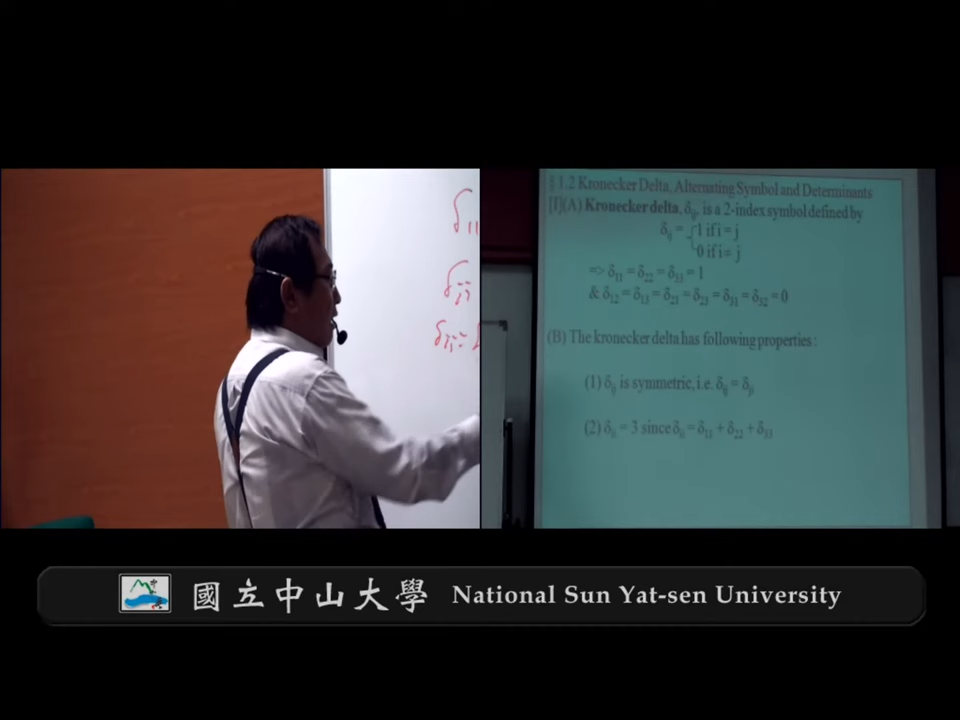 δ11
§1.2 Kronecker Delta, Alternating Symbol and Determinants
[I](A) Kronecker delta, δij, is a 2-index symbol defined by
δij = { 1 if i = j
0 if i ≠ j
=> δ11 = δ22 = δ33 = 1
& δ12 = δ13 = δ21 = δ23 = δ31 = δ32 = 0
(B) The kronecker delta has following properties :
(1) δij is symmetric, i.e. δij = δji
(2) δii = 3 since δii = δ11 + δ22 + δ33
國立中山大學 National Sun Yat-sen University